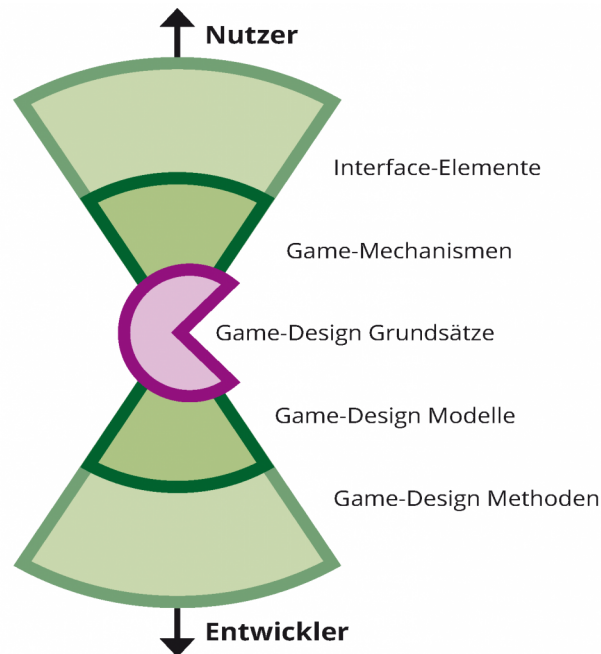 Nutzer
Interface-Elemente
Game-Mechanismen
Game-Design Grundsätze
Game-Design Modelle
Game-Design Methoden
Entwickler